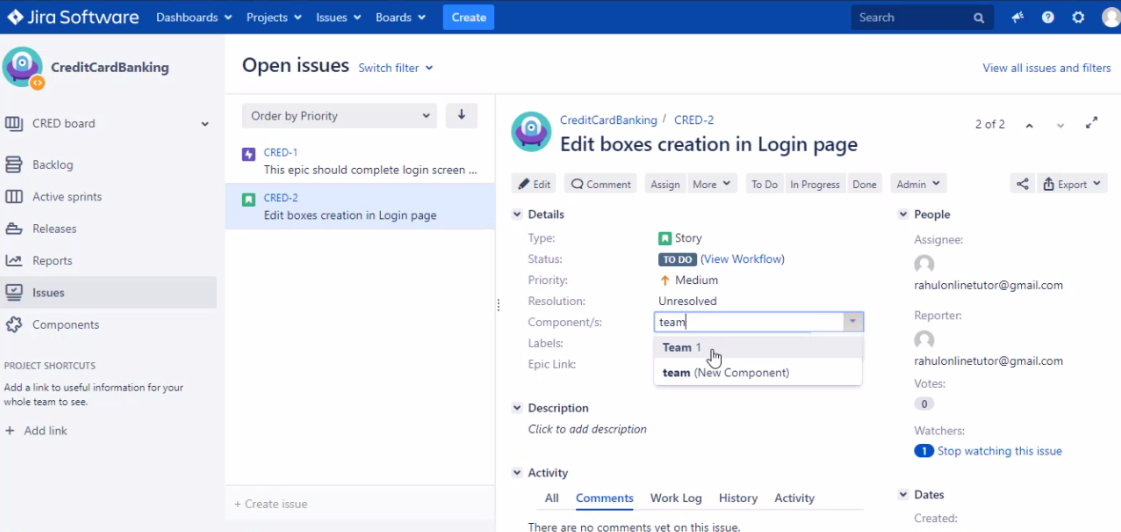 Jira Software Dashboards Projects Issues Boards Create Search
CreditCardBanking
CRED board
Backlog
Active sprints
Releases
Reports
Issues
Components
PROJECT SHORTCUTS
Add a link to useful information for your
whole team to see.
+ Add link
Open issues Switch filter
View all issues and filters
Order by Priority
CRED-1
This epic should complete login screen ...
CRED-2
Edit boxes creation in Login page
+ Create issue
CreditCardBanking / CRED-2
2 of 2
Edit boxes creation in Login page
Edit Comment Assign More To Do In Progress Done Admin Export
Details
Type: Story
Status: TO DO (View Workflow)
Priority: Medium
Resolution: Unresolved
Component/s: team
Labels:
Epic Link:
Team 1
team (New Component)
Description
Click to add description
Activity
All Comments Work Log History Activity
There are no comments yet on this issue.
People
Assignee:
rahulonlinetutor@gmail.com
Reporter:
rahulonlinetutor@gmail.com
Votes:
0
Watchers:
1 Stop watching this issue
Dates
Created: